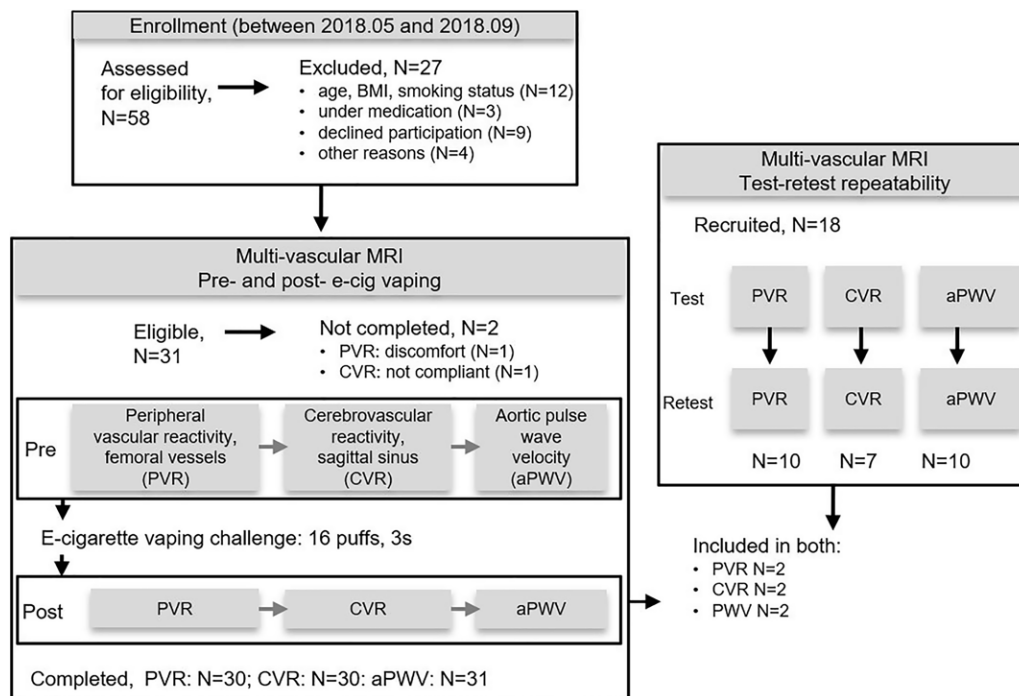 Enrollment (between 2018.05 and 2018.09)
Assessed
for eligibility,
N=58
Excluded, N=27
• age, BMI, smoking status (N=12)
• under medication (N=3)
• declined participation (N=9)
• other reasons (N=4)
Multi-vascular MRI
Pre- and post- e-cig vaping
Eligible,
N=31
Not completed, N=2
• PVR: discomfort (N=1)
• CVR: not compliant (N=1)
Pre
Peripheral
vascular reactivity,
femoral vessels
(PVR)
Cerebrovascular
reactivity,
sagittal sinus
(CVR)
Aortic pulse
wave
velocity
(aPWV)
E-cigarette vaping challenge: 16 puffs, 3s
Post
PVR
CVR
aPWV
Completed, PVR: N=30; CVR: N=30: aPWV: N=31
Multi-vascular MRI
Test-retest repeatability
Recruited, N=18
Test
PVR
CVR
aPWV
Retest
PVR
CVR
aPWV
N=10
N=7
N=10
Included in both:
• PVR N=2
• CVR N=2
• PWV N=2